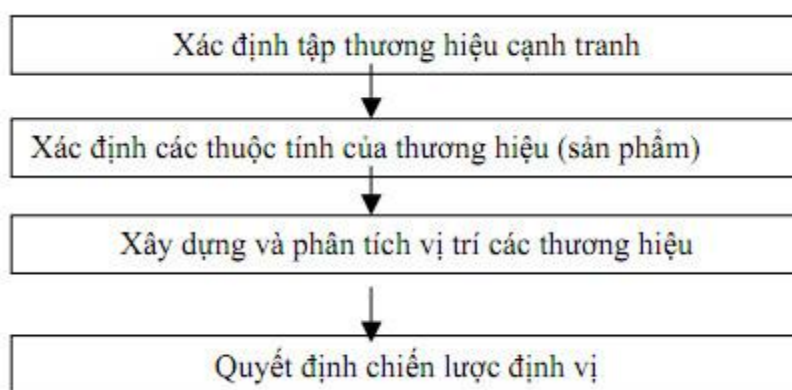 Xác định tập thương hiệu cạnh tranh
Xác định các thuộc tính của thương hiệu (sản phẩm)
Xây dựng và phân tích vị trí các thương hiệu
Quyết định chiến lược định vị